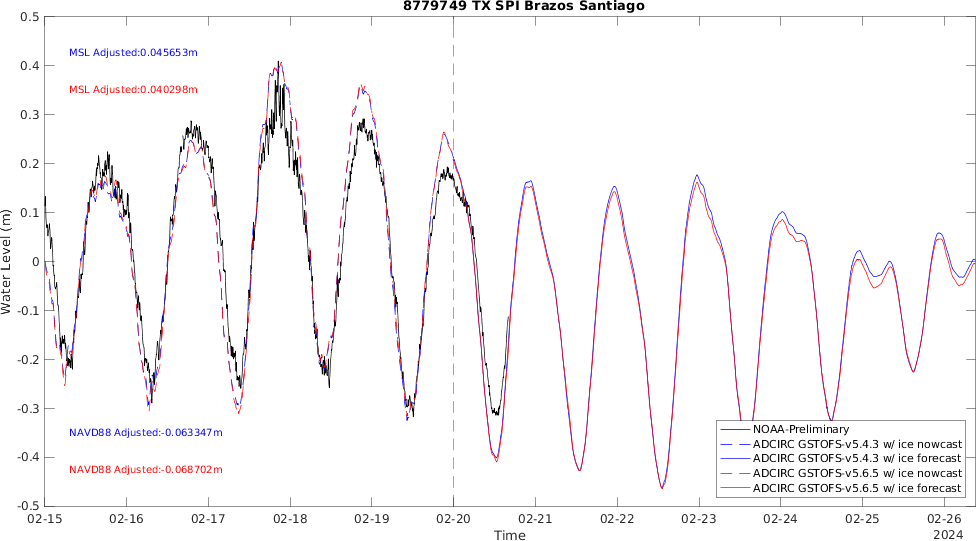 8779749 TX SPI Brazos Santiago
0.5
0.4
0.3
0.2
0.1
0
-0.1
-0.2
-0.3
-0.4
-0.5
Water Level (m)
MSL Adjusted:0.045653m
MSL Adjusted:0.040298m
NAVD88 Adjusted:-0.063347m
NAVD88 Adjusted:-0.068702m
NOAA-Preliminary
ADCIRC GSTOFS-v5.4.3 w/ ice nowcast
ADCIRC GSTOFS-v5.4.3 w/ ice forecast
ADCIRC GSTOFS-v5.6.5 w/ ice nowcast
ADCIRC GSTOFS-v5.6.5 w/ ice forecast
02-15 02-16 02-17 02-18 02-19 02-20 02-21 02-22 02-23 02-24 02-25 02-26
Time
2024